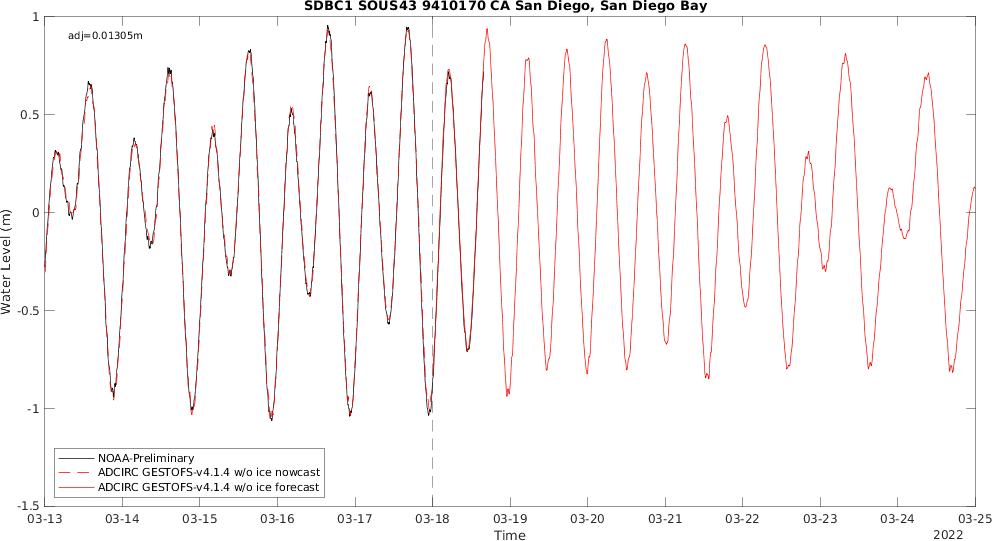 SDBC1 SOUS43 9410170 CA San Diego, San Diego Bay
adj=0.01305m
1
0.5
0
-0.5
-1
-1.5
Water Level (m)
NOAA-Preliminary
ADCIRC GESTOFS-v4.1.4 w/o ice nowcast
ADCIRC GESTOFS-v4.1.4 w/o ice forecast
03-13 03-14 03-15 03-16 03-17 03-18 03-19 03-20 03-21 03-22 03-23 03-24 03-25
Time
2022